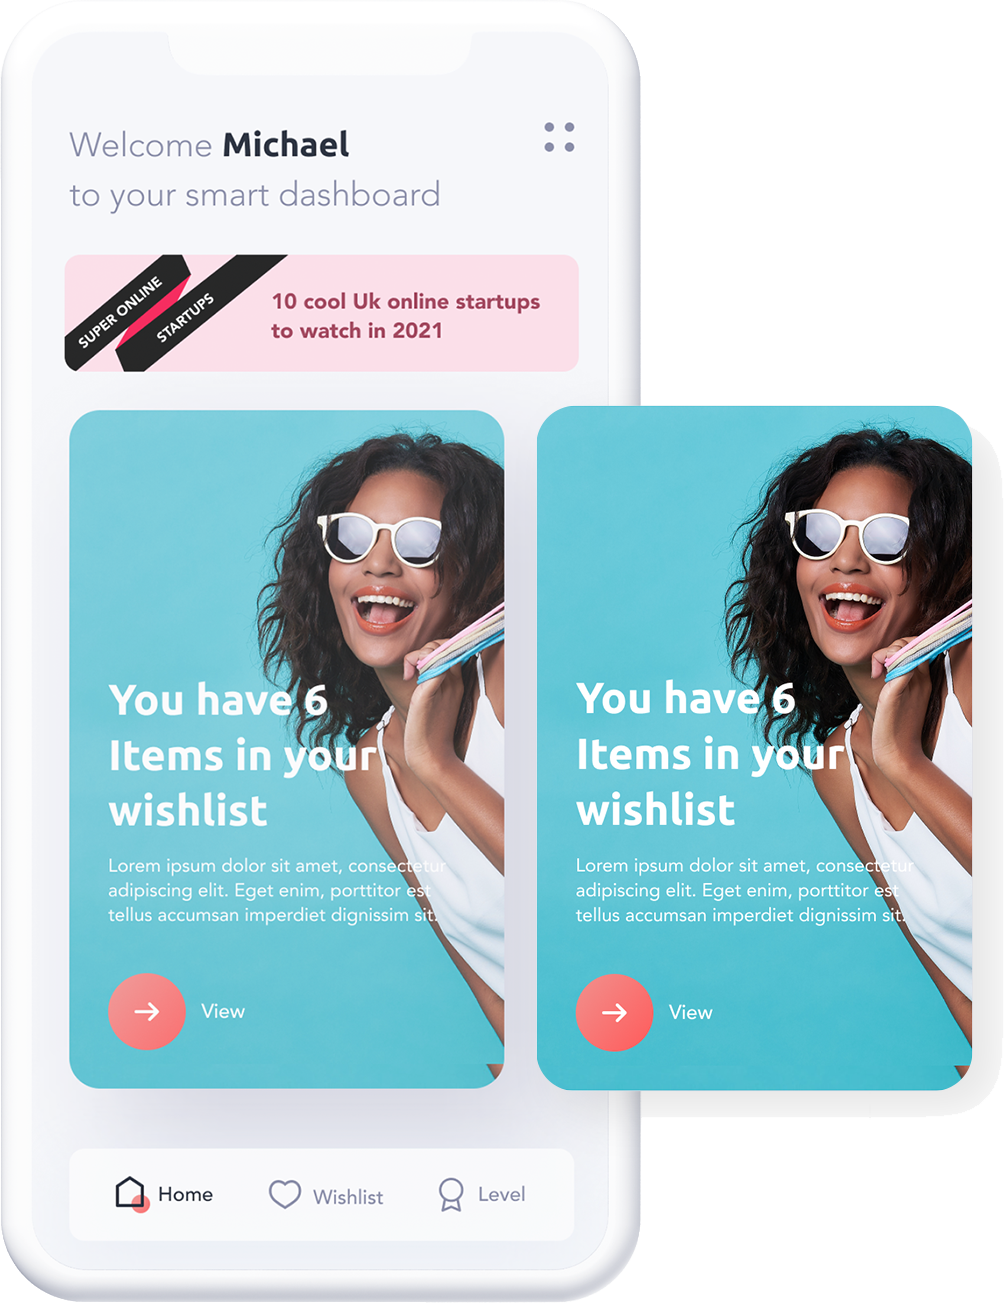 Welcome Michael
to your smart dashboard
SUPER ONLINE
STARTUPS
10 cool Uk online startups
to watch in 2021
You have 6
Items in your
wishlist
Lorem ipsum dolor sit amet, consectetur
adipiscing elit. Eget enim, porttitor est
tellus accumsan imperdiet dignissim sit.
View
You have 6
Items in your
wishlist
Lorem ipsum dolor sit amet, consectetur
adipiscing elit. Eget enim, porttitor est
tellus accumsan imperdiet dignissim sit.
View
Home
Wishlist
Level